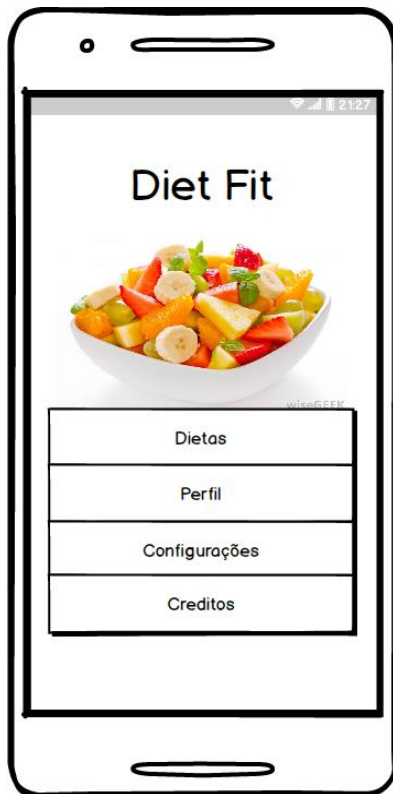 21:27
Diet Fit
wiseGEEK
Dietas
Perfil
Configurações
Creditos